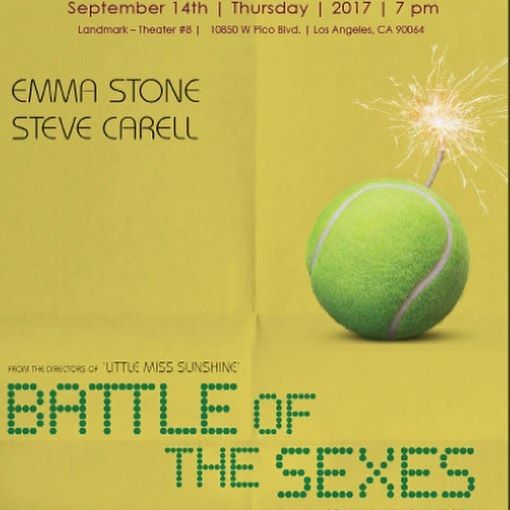 September 14th | Thursday | 2017 | 7 pm
Landmark – Theater #8 | 10850 W Pico Blvd. | Los Angeles, CA 90064
EMMA STONE
STEVE CARELL
FROM THE DIRECTORS OF 'LITTLE MISS SUNSHINE'
BATTLE OF
THE SEXES